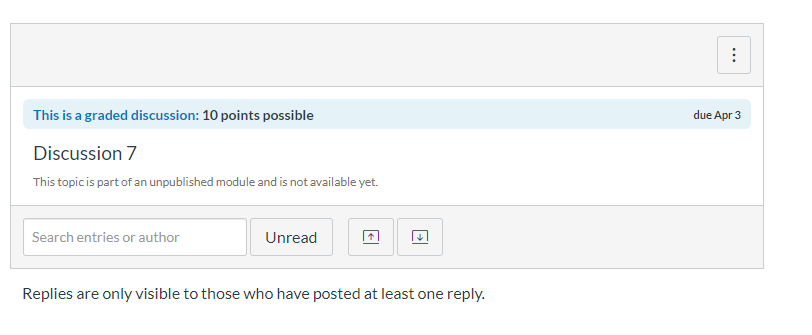 This is a graded discussion: 10 points possible
due Apr 3
Discussion 7
This topic is part of an unpublished module and is not available yet.
Search entries or author
Unread
Replies are only visible to those who have posted at least one reply.